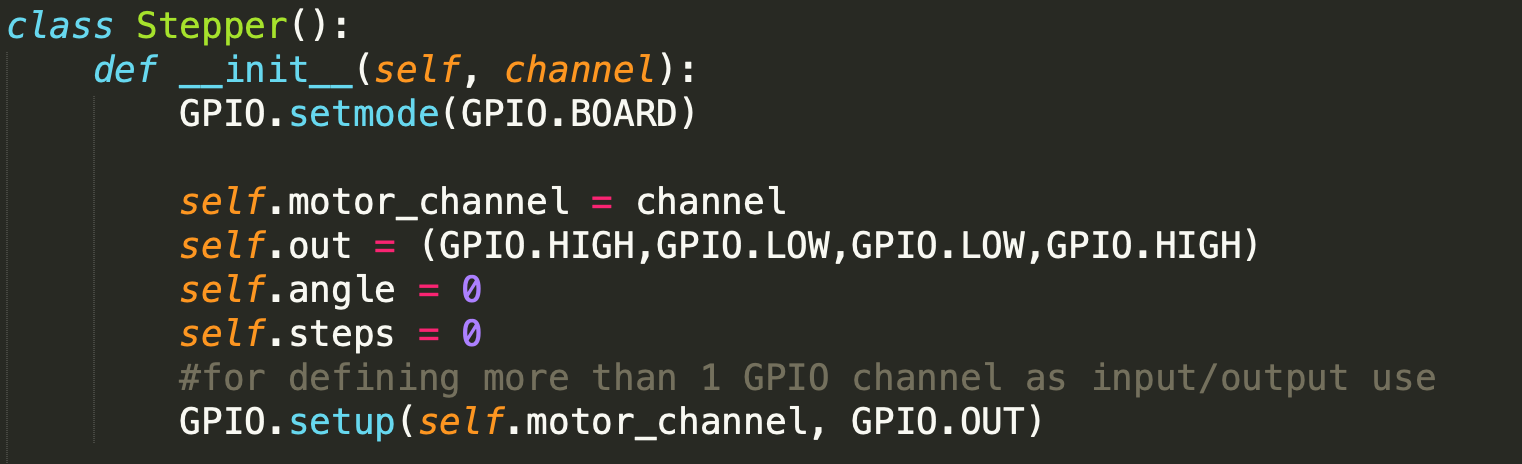 class Stepper():
    def __init__(self, channel):
        GPIO.setmode(GPIO.BOARD)
        self.motor_channel = channel
        self.out = (GPIO.HIGH,GPIO.LOW,GPIO.LOW,GPIO.HIGH)
        self.angle = 0
        self.steps = 0
        #for defining more than 1 GPIO channel as input/output use
        GPIO.setup(self.motor_channel, GPIO.OUT)